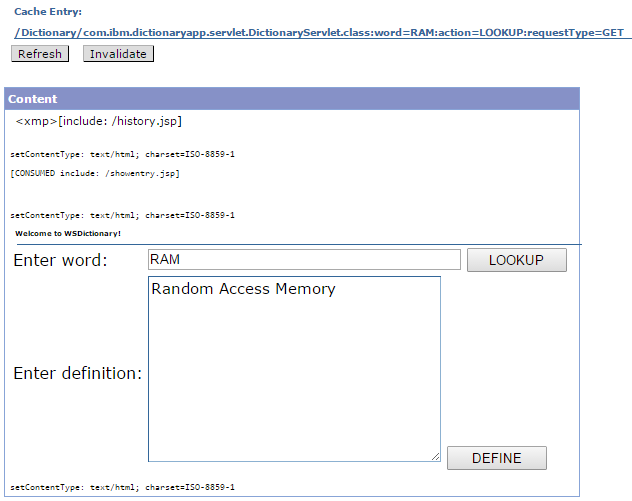 Cache Entry:
/Dictionary/com.ibm.dictionaryapp.servlet.DictionaryServlet.class:word=RAM:action=LOOKUP:requestType=GET
Refresh Invalidate
Content
<xmp>[include: /history.jsp]
setContentType: text/html; charset=ISO-8859-1
[CONSUMED include: /showentry.jsp]
setContentType: text/html; charset=ISO-8859-1
Welcome to WSDictionary!
Enter word: RAM LOOKUP
Random Access Memory
Enter definition:
DEFINE
setContentType: text/html; charset=ISO-8859-1